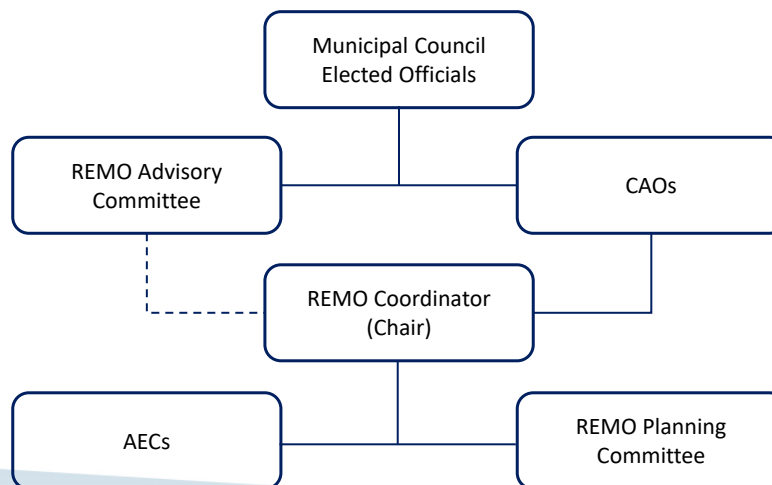 Municipal Council
Elected Officials
REMO Advisory
Committee
CAOs
REMO Coordinator
(Chair)
AECs
REMO Planning
Committee